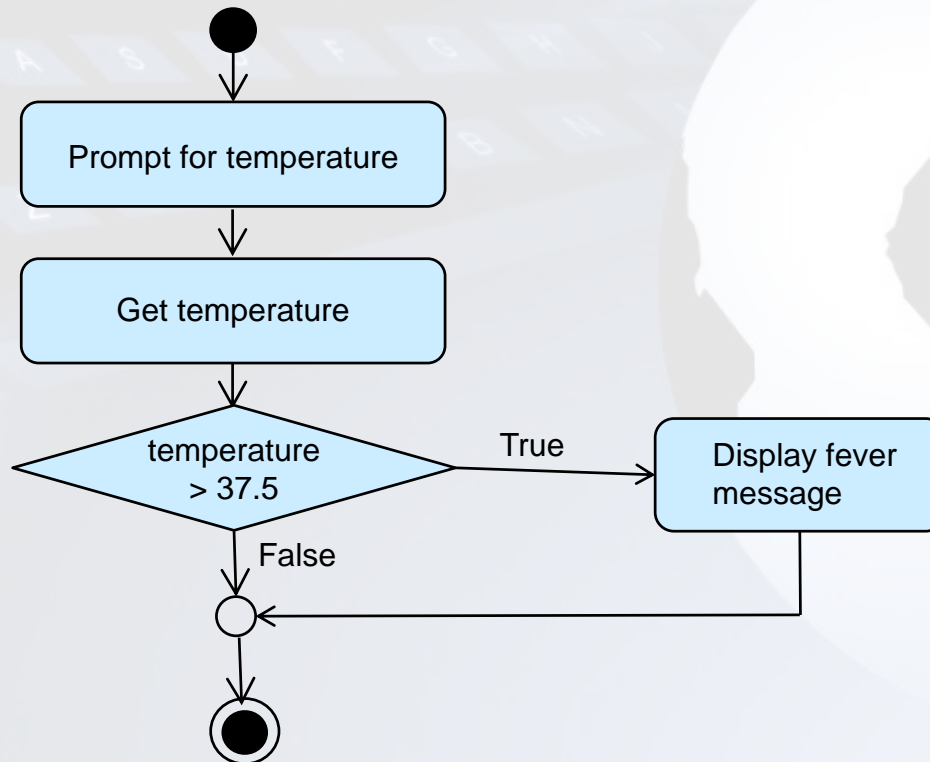 Prompt for temperature
Get temperature
temperature
> 37.5
True
Display fever
message
False